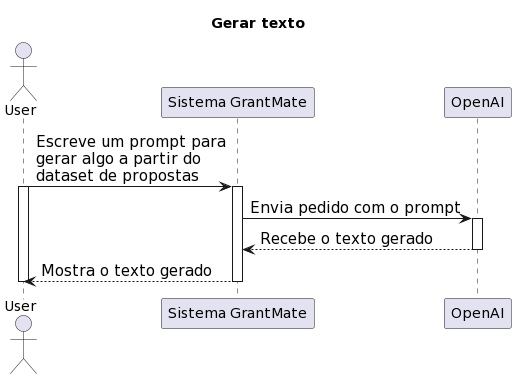 Gerar texto
User
Sistema GrantMate
OpenAI
Escreve um prompt para
gerar algo a partir do
dataset de propostas
Envia pedido com o prompt
Recebe o texto gerado
Mostra o texto gerado
User
Sistema GrantMate
OpenAI